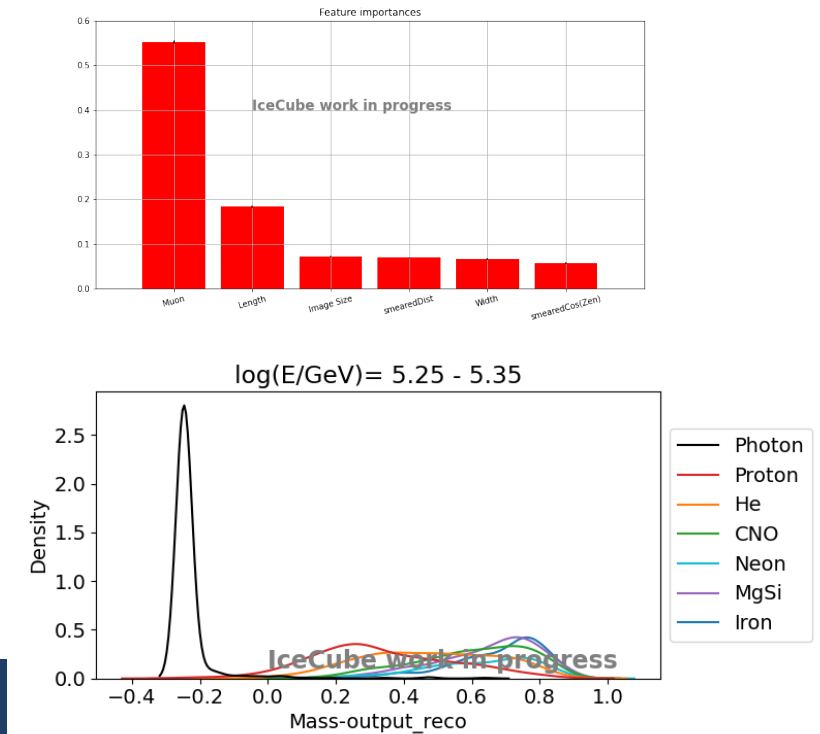 Feature importances
0.6
0.5
0.4
0.3
0.2
0.1
0.0
IceCube work in progress
Muon
Length
Image Size
smearedDist
Width
smearedCos(Zen)
log(E/GeV)= 5.25 - 5.35
Density
2.5
2.0
1.5
1.0
0.5
0.0
IceCube work in progress
−0.4 −0.2 0.0 0.2 0.4 0.6 0.8 1.0
Mass-output_reco
Photon
Proton
He
CNO
Neon
MgSi
Iron